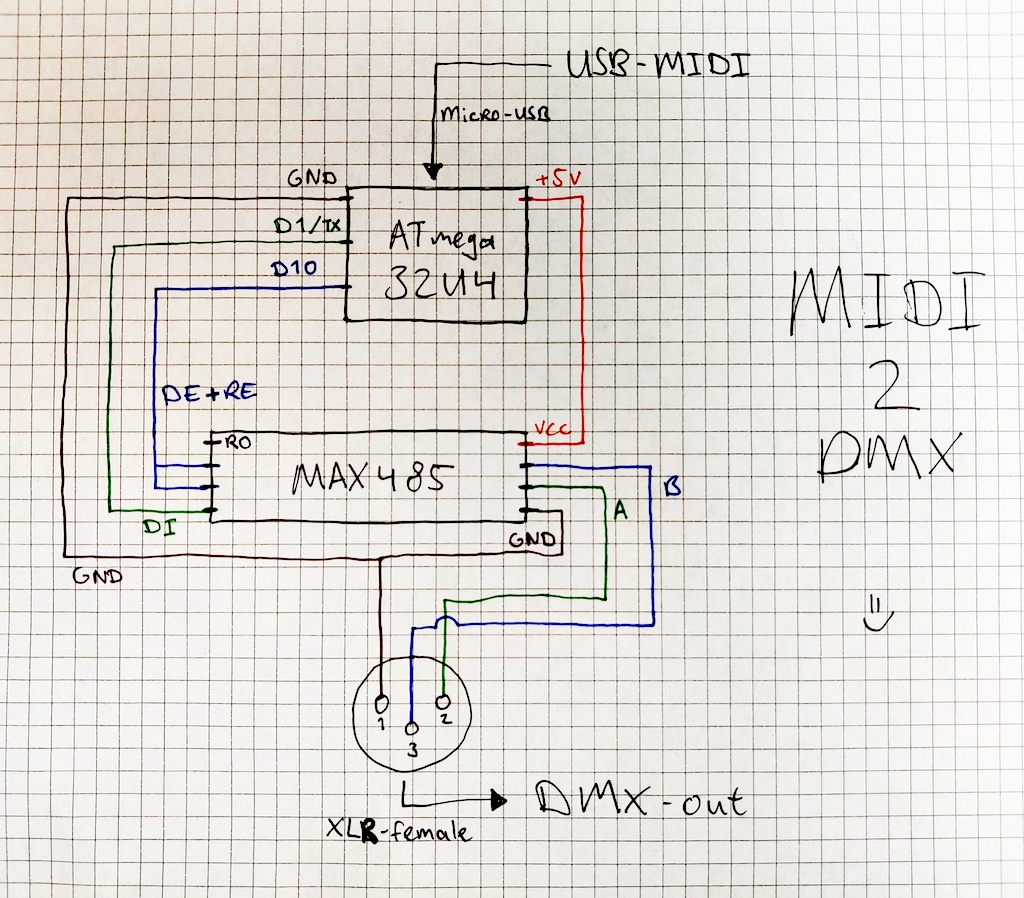 USB-MIDI
Micro-USB
GND
+5V
D1/TX
ATmega
32U4
D10
MIDI
2
DMX
DE+RE
RO
VCC
MAX485
B
A
DI
GND
GND
1
2
3
DMX-out
XLR-female